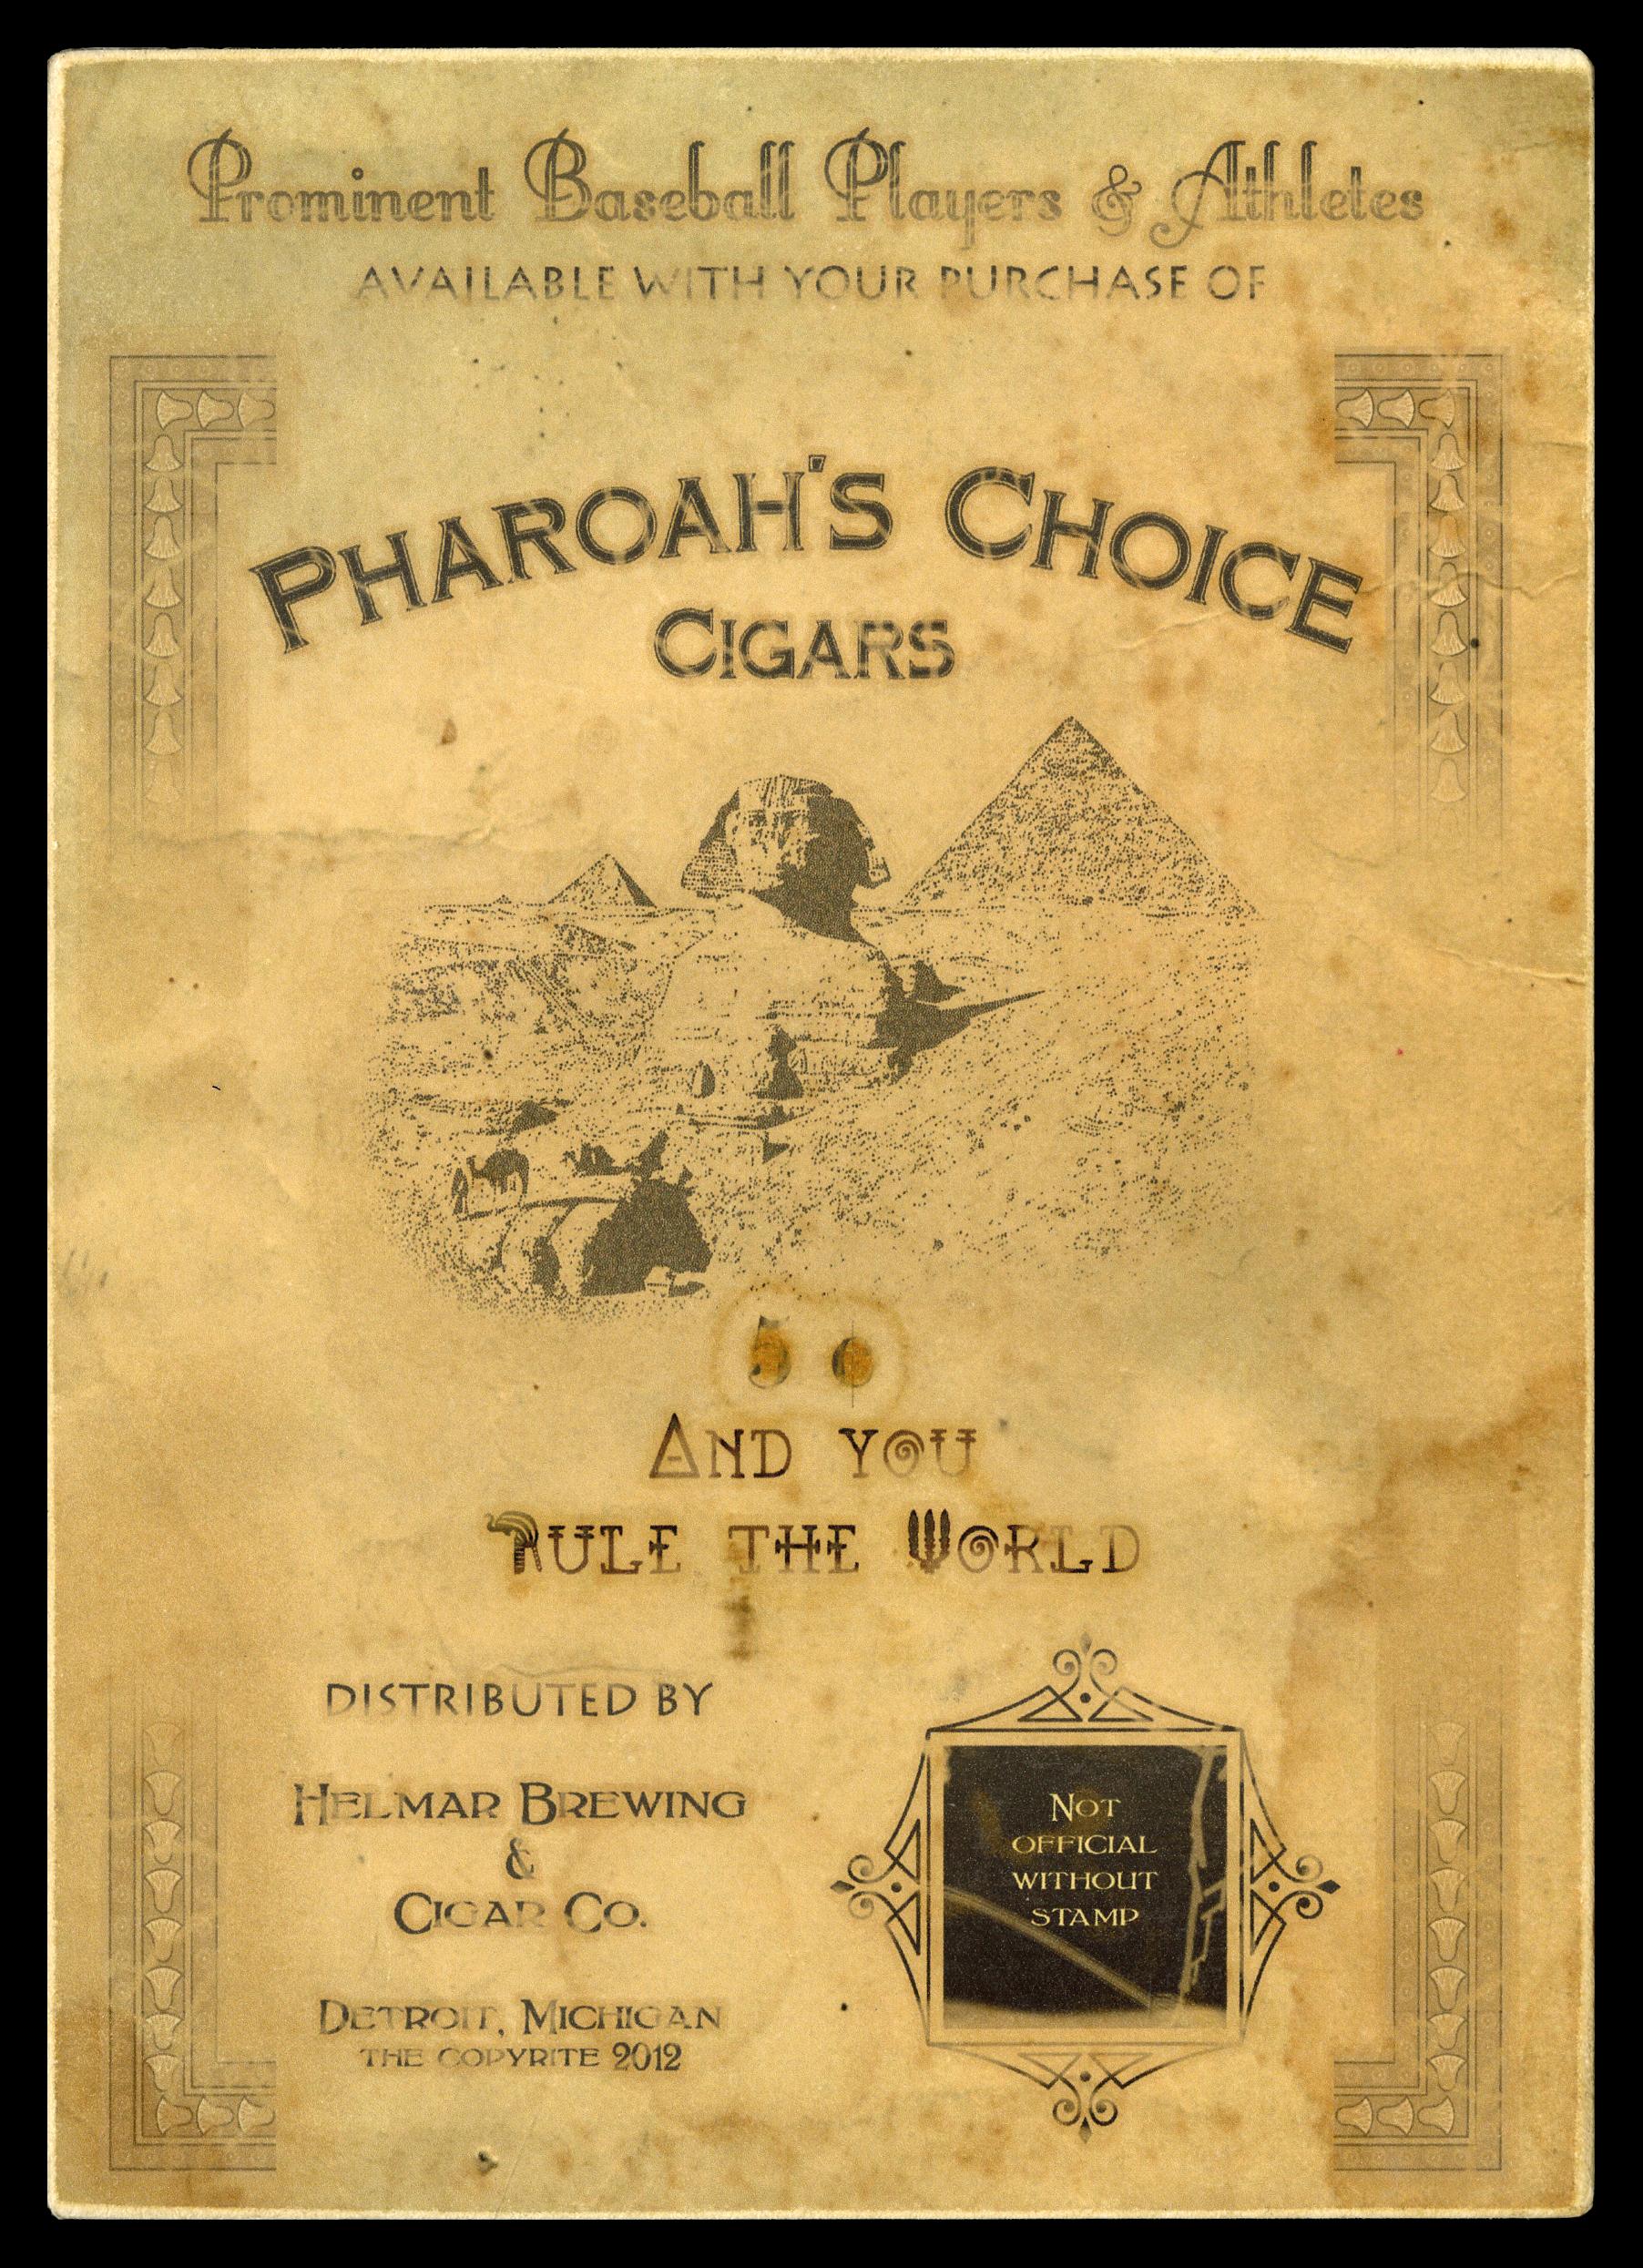 Prominent Baseball Players & Athletes
AVAILABLE WITH YOUR PURCHASE OF
PHAROAH'S CHOICE
CIGARS
5 ¢
AND YOU
RULE THE WORLD
DISTRIBUTED BY
HELMAR BREWING
&
CIGAR CO.
DETROIT, MICHIGAN
THE COPYRITE 2012
NOT
OFFICIAL
WITHOUT
STAMP